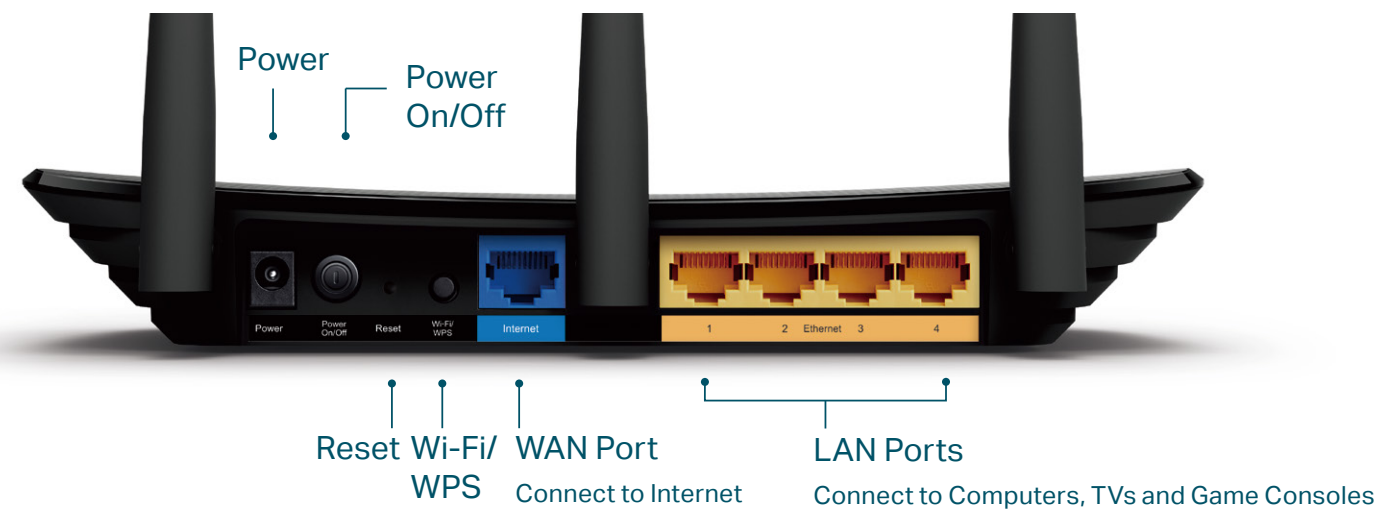 Power
Power
On/Off
Power
Power
On/Off
Reset
Wi-Fi/
WPS
Internet
1 2 Ethernet 3 4
Reset
Wi-Fi/
WPS
WAN Port
Connect to Internet
LAN Ports
Connect to Computers, TVs and Game Consoles